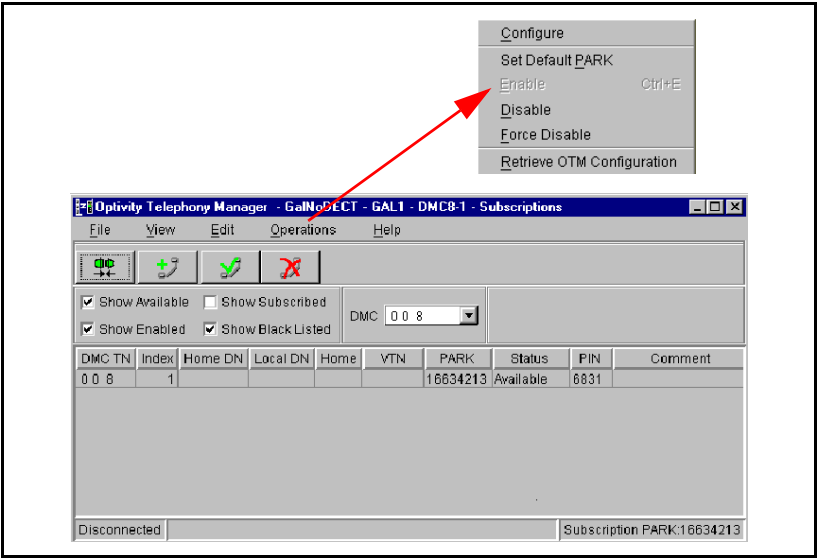 Configure
Set Default PARK
Enable Ctrl+E
Disable
Force Disable
Retrieve OTM Configuration
Optivity Telephony Manager - GalNoDECT - GAL1 - DMC8-1 - Subscriptions
File View Edit Operations Help
Show Available Show Subscribed
DMC 0 0 8
Show Enabled Show Black Listed
DMC TN Index Home DN Local DN Home VTN PARK Status PIN Comment
0 0 8 1 16634213 Available 6831
Disconnected Subscription PARK:16634213